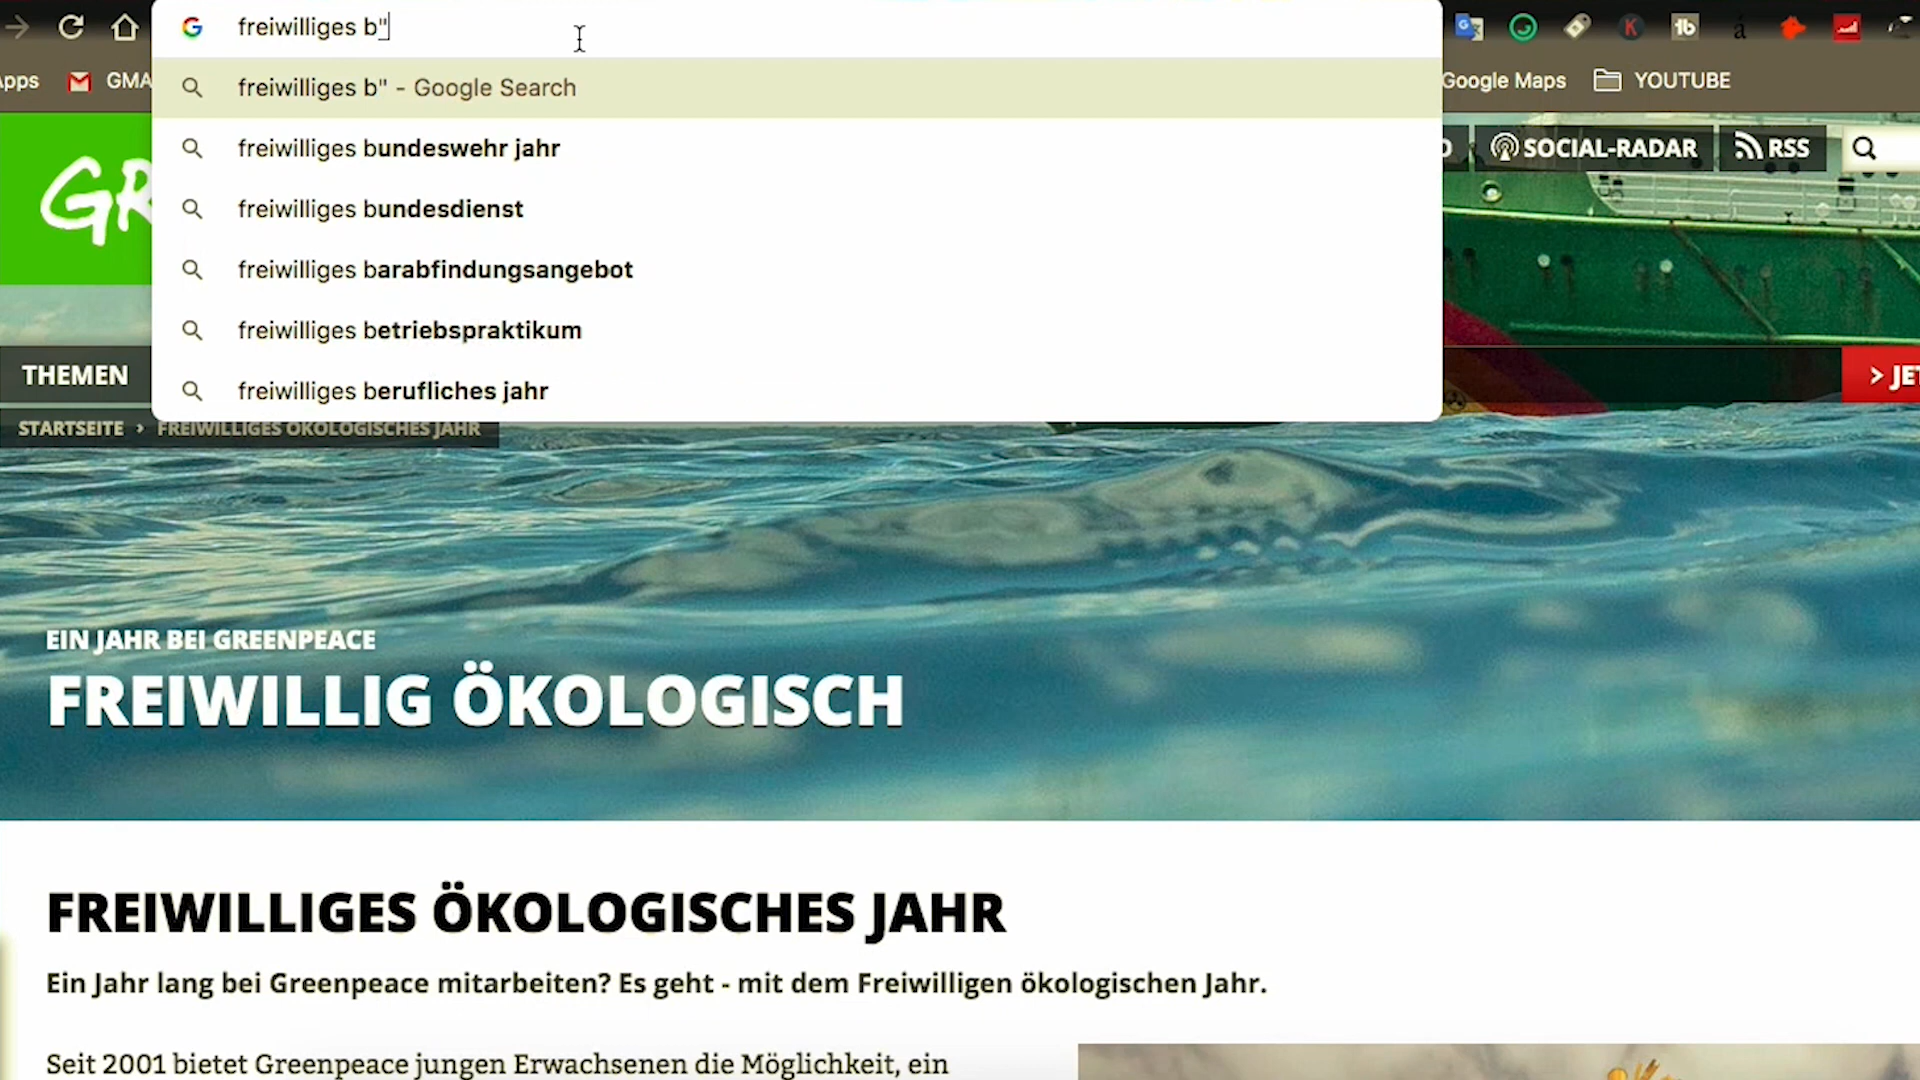 freiwilliges b"
freiwilliges b" - Google Search
freiwilliges bundeswehr jahr
freiwilliges bundesdienst
freiwilliges barabfindungsangebot
freiwilliges betriebspraktikum
freiwilliges berufliches jahr
Google Maps
YOUTUBE
SOCIAL-RADAR
RSS
THEMEN
STARTSEITE › FREIWILLIGES ÖKOLOGISCHES JAHR
EIN JAHR BEI GREENPEACE
FREIWILLIG ÖKOLOGISCH
FREIWILLIGES ÖKOLOGISCHES JAHR
Ein Jahr lang bei Greenpeace mitarbeiten? Es geht - mit dem Freiwilligen ökologischen Jahr.
Seit 2001 bietet Greenpeace jungen Erwachsenen die Möglichkeit, ein